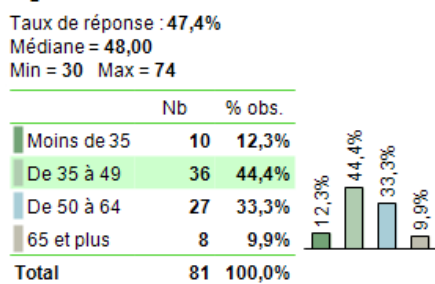 Taux de réponse : 47,4%
Médiane = 48,00
Min = 30 Max = 74
Nb % obs.
Moins de 35 10 12,3%
De 35 à 49 36 44,4%
De 50 à 64 27 33,3%
65 et plus 8 9,9%
Total 81 100,0%
12,3%
44,4%
33,3%
9,9%